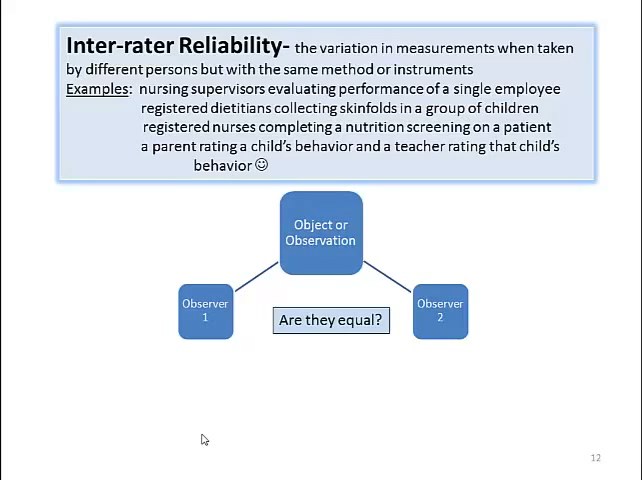 Inter-rater Reliability- the variation in measurements when taken
by different persons but with the same method or instruments
Examples: nursing supervisors evaluating performance of a single employee
registered dietitians collecting skinfolds in a group of children
registered nurses completing a nutrition screening on a patient
a parent rating a child's behavior and a teacher rating that child's
behavior ☺
Object or
Observation
Observer
1
Are they equal?
Observer
2
12